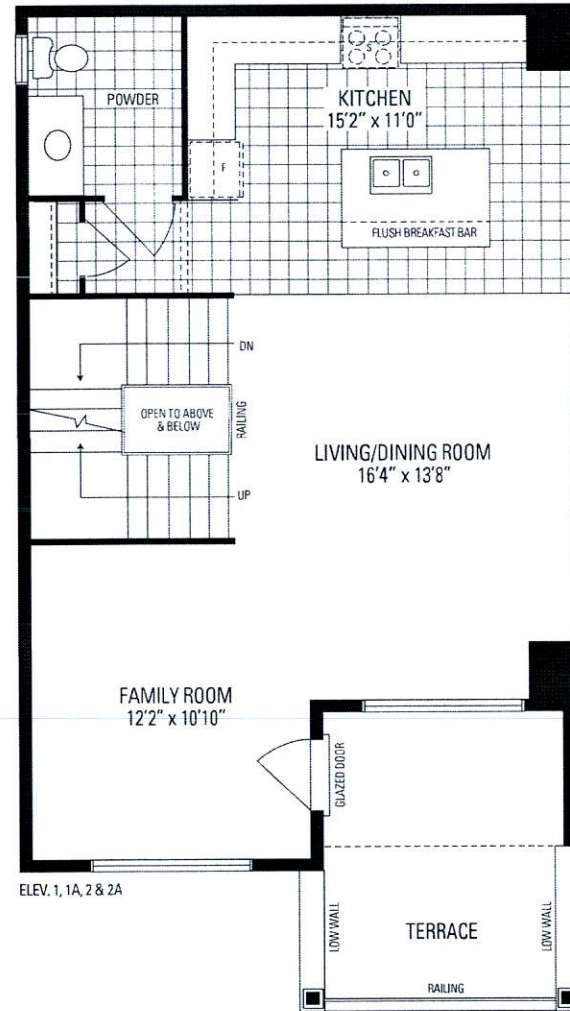 POWDER
S
KITCHEN
15'2" x 11'0"
F
FLUSH BREAKFAST BAR
DN
OPEN TO ABOVE
& BELOW
RAILING
LIVING/DINING ROOM
16'4" x 13'8"
UP
FAMILY ROOM
12'2" x 10'10"
GLAZED DOOR
ELEV. 1, 1A, 2 & 2A
LOW WALL
TERRACE
LOW WALL
RAILING